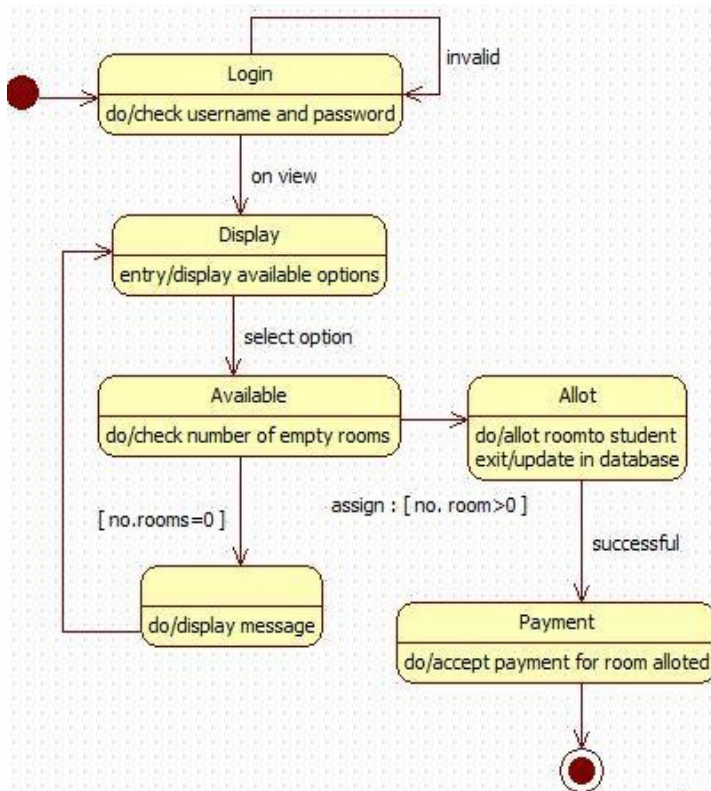 Login
invalid
do/check username and password
on view
Display
entry/display available options
select option
Available
do/check number of empty rooms
Allot
do/allot roomto student
exit/update in database
[ no.rooms=0 ]
assign : [ no. room>0 ]
successful
do/display message
Payment
do/accept payment for room alloted